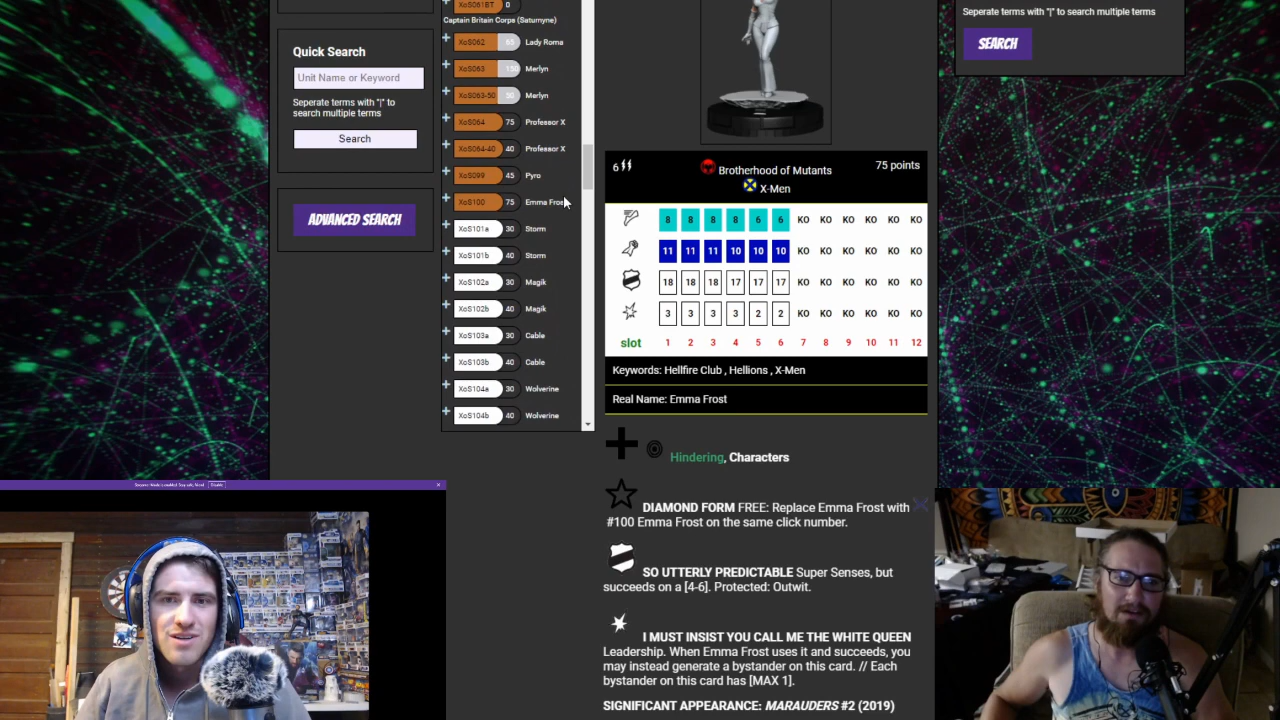 XoS061BT 0
Captain Britain Corps (Saturnyne)
XoS062 65 Lady Roma
XoS063 150 Merlyn
XoS063-50 50 Merlyn
XoS064 75 Professor X
XoS064-40 40 Professor X
XoS099 45 Pyro
XoS100 75 Emma Frost
XoS101a 30 Storm
XoS101b 40 Storm
XoS102a 30 Magik
XoS102b 40 Magik
XoS103a 30 Cable
XoS103b 40 Cable
XoS104a 30 Wolverine
XoS104b 40 Wolverine
Quick Search
Unit Name or Keyword
Seperate terms with "|" to
search multiple terms
Search
ADVANCED SEARCH
6
Brotherhood of Mutants
X-Men
75 points
8 8 8 8 6 6 KO KO KO KO KO KO
11 11 11 10 10 10 KO KO KO KO KO KO
18 18 18 17 17 17 KO KO KO KO KO KO
3 3 3 3 2 2 KO KO KO KO KO KO
slot 1 2 3 4 5 6 7 8 9 10 11 12
Keywords: Hellfire Club , Hellions , X-Men
Real Name: Emma Frost
Hindering, Characters
DIAMOND FORM FREE: Replace Emma Frost with
#100 Emma Frost on the same click number.
SO UTTERLY PREDICTABLE Super Senses, but
succeeds on a [4-6]. Protected: Outwit.
I MUST INSIST YOU CALL ME THE WHITE QUEEN
Leadership. When Emma Frost uses it and succeeds, you
may instead generate a bystander on this card. // Each
bystander on this card has [MAX 1].
SIGNIFICANT APPEARANCE: MARAUDERS #2 (2019)
Seperate terms with "|" to search multiple terms
SEARCH